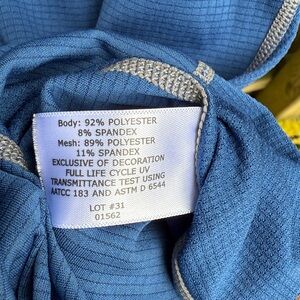 Body: 92% POLYESTER
8% SPANDEX
Mesh: 89% POLYESTER
11% SPANDEX
EXCLUSIVE OF DECORATION
FULL LIFE CYCLE UV
TRANSMITTANCE TEST USING
AATCC 183 AND ASTM D 6544
LOT #31
01562